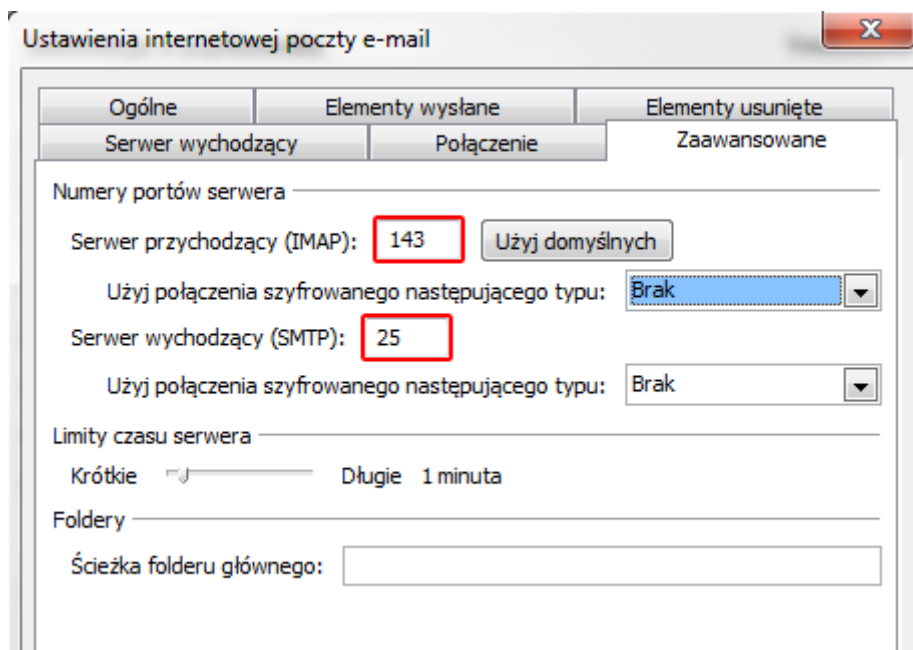 Ustawienia internetowej poczty e-mail
Ogólne Elementy wysłane Elementy usunięte
Serwer wychodzący Połączenie Zaawansowane
Numery portów serwera
Serwer przychodzący (IMAP): 143 Użyj domyślnych
Użyj połączenia szyfrowanego następującego typu: Brak
Serwer wychodzący (SMTP): 25
Użyj połączenia szyfrowanego następującego typu: Brak
Limity czasu serwera
Krótkie Długie 1 minuta
Foldery
Ścieżka folderu głównego: